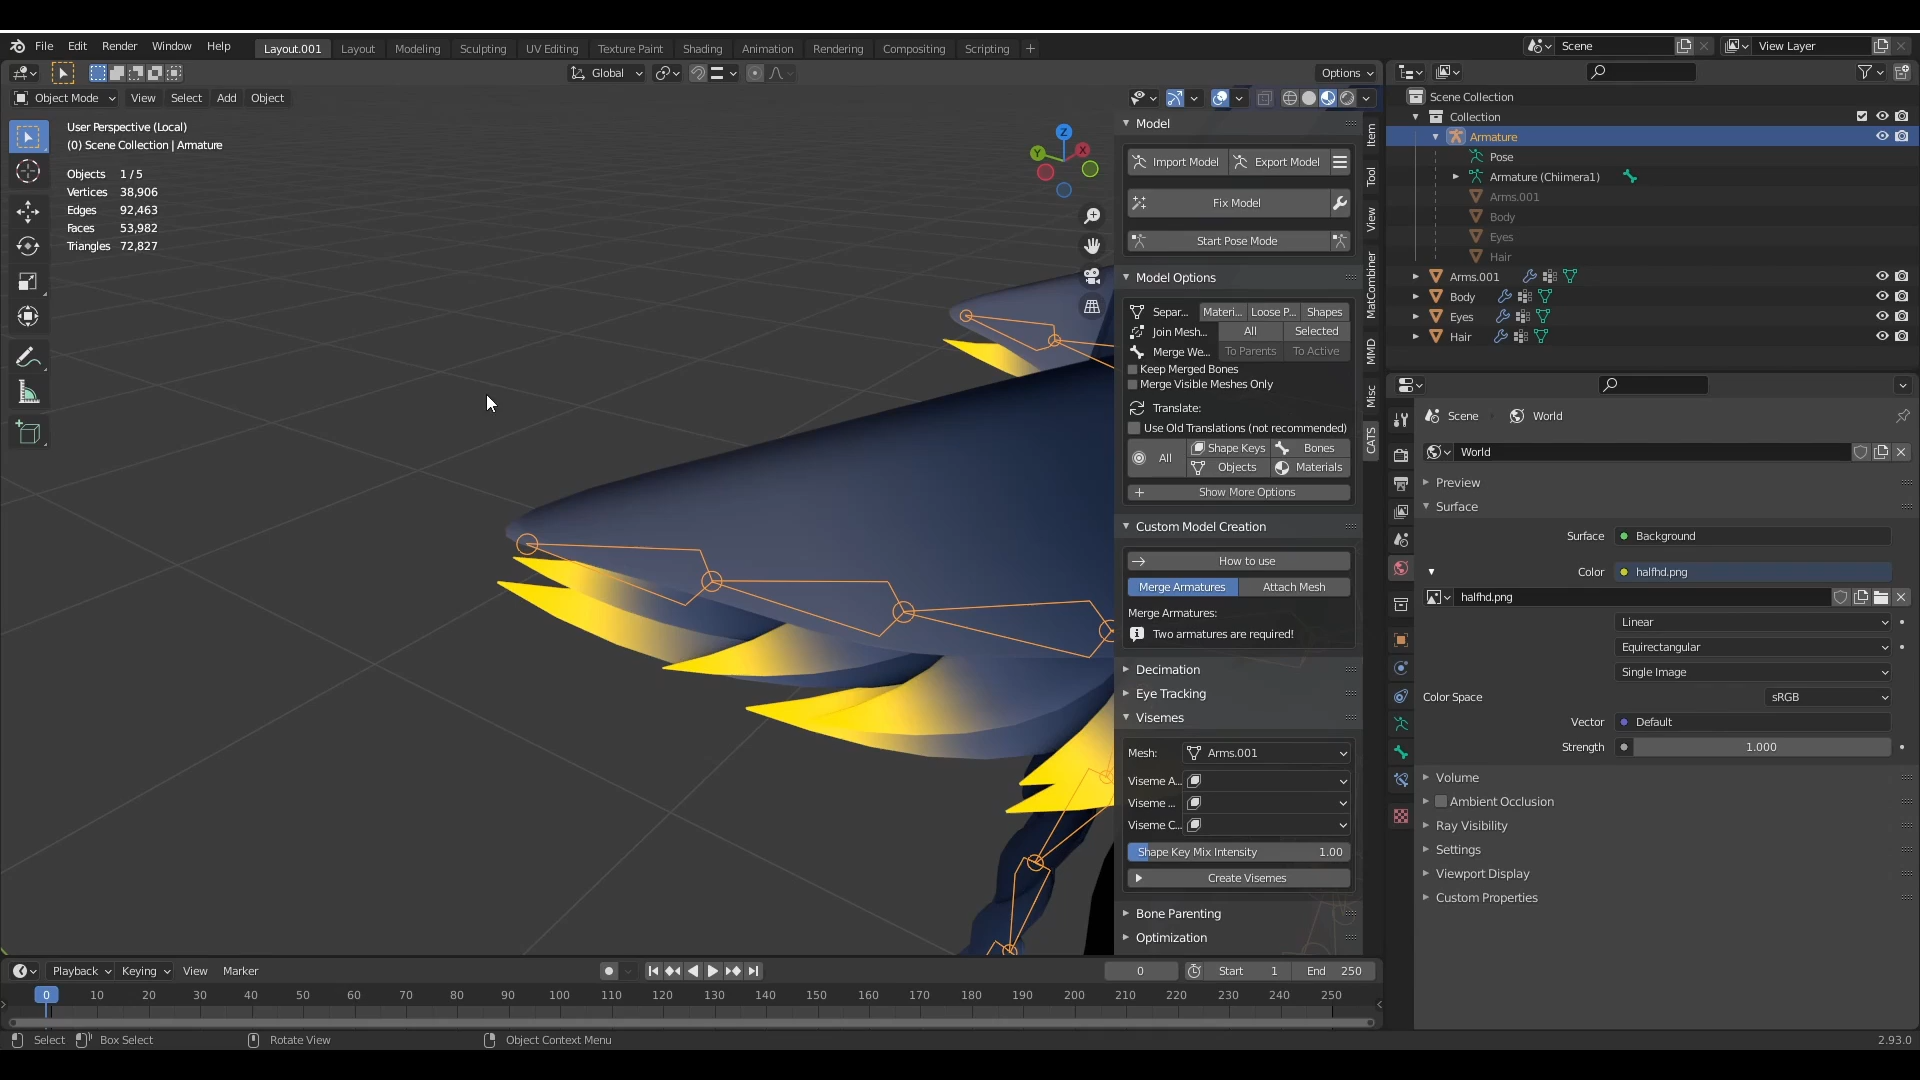 File Edit Render Window Help
Layout.001 Layout Modeling Sculpting UV Editing Texture Paint Shading Animation Rendering Compositing Scripting +
Scene View Layer
Global Options
Object Mode View Select Add Object
User Perspective (Local)
(0) Scene Collection | Armature
Objects 1 / 5
Vertices 38,906
Edges 92,463
Faces 53,982
Triangles 72,827
Z
Y X
Model
Import Model Export Model
Fix Model
Start Pose Mode
Model Options
Separ... Materi... Loose P... Shapes
Join Mesh... All Selected
Merge We... To Parents To Active
Keep Merged Bones
Merge Visible Meshes Only
Translate:
Use Old Translations (not recommended)
All Shape Keys Bones
Objects Materials
Show More Options
Custom Model Creation
How to use
Merge Armatures Attach Mesh
Merge Armatures:
Two armatures are required!
Decimation
Eye Tracking
Visemes
Mesh: Arms.001
Viseme A...
Viseme ...
Viseme C...
Shape Key Mix Intensity 1.00
Create Visemes
Bone Parenting
Optimization
Item
Tool
View
MatCombiner
MMD
Misc
CATS
Scene Collection
Collection
Armature
Pose
Armature (Chiimera1)
Arms.001
Body
Eyes
Hair
Arms.001
Body
Eyes
Hair
Scene World
World
Preview
Surface
Surface Background
Color halfhd.png
halfhd.png
Linear
Equirectangular
Single Image
Color Space sRGB
Vector Default
Strength 1.000
Volume
Ambient Occlusion
Ray Visibility
Settings
Viewport Display
Custom Properties
Playback Keying View Marker
0 Start 1 End 250
0 10 20 30 40 50 60 70 80 90 100 110 120 130 140 150 160 170 180 190 200 210 220 230 240 250
Select Box Select Rotate View Object Context Menu 2.93.0